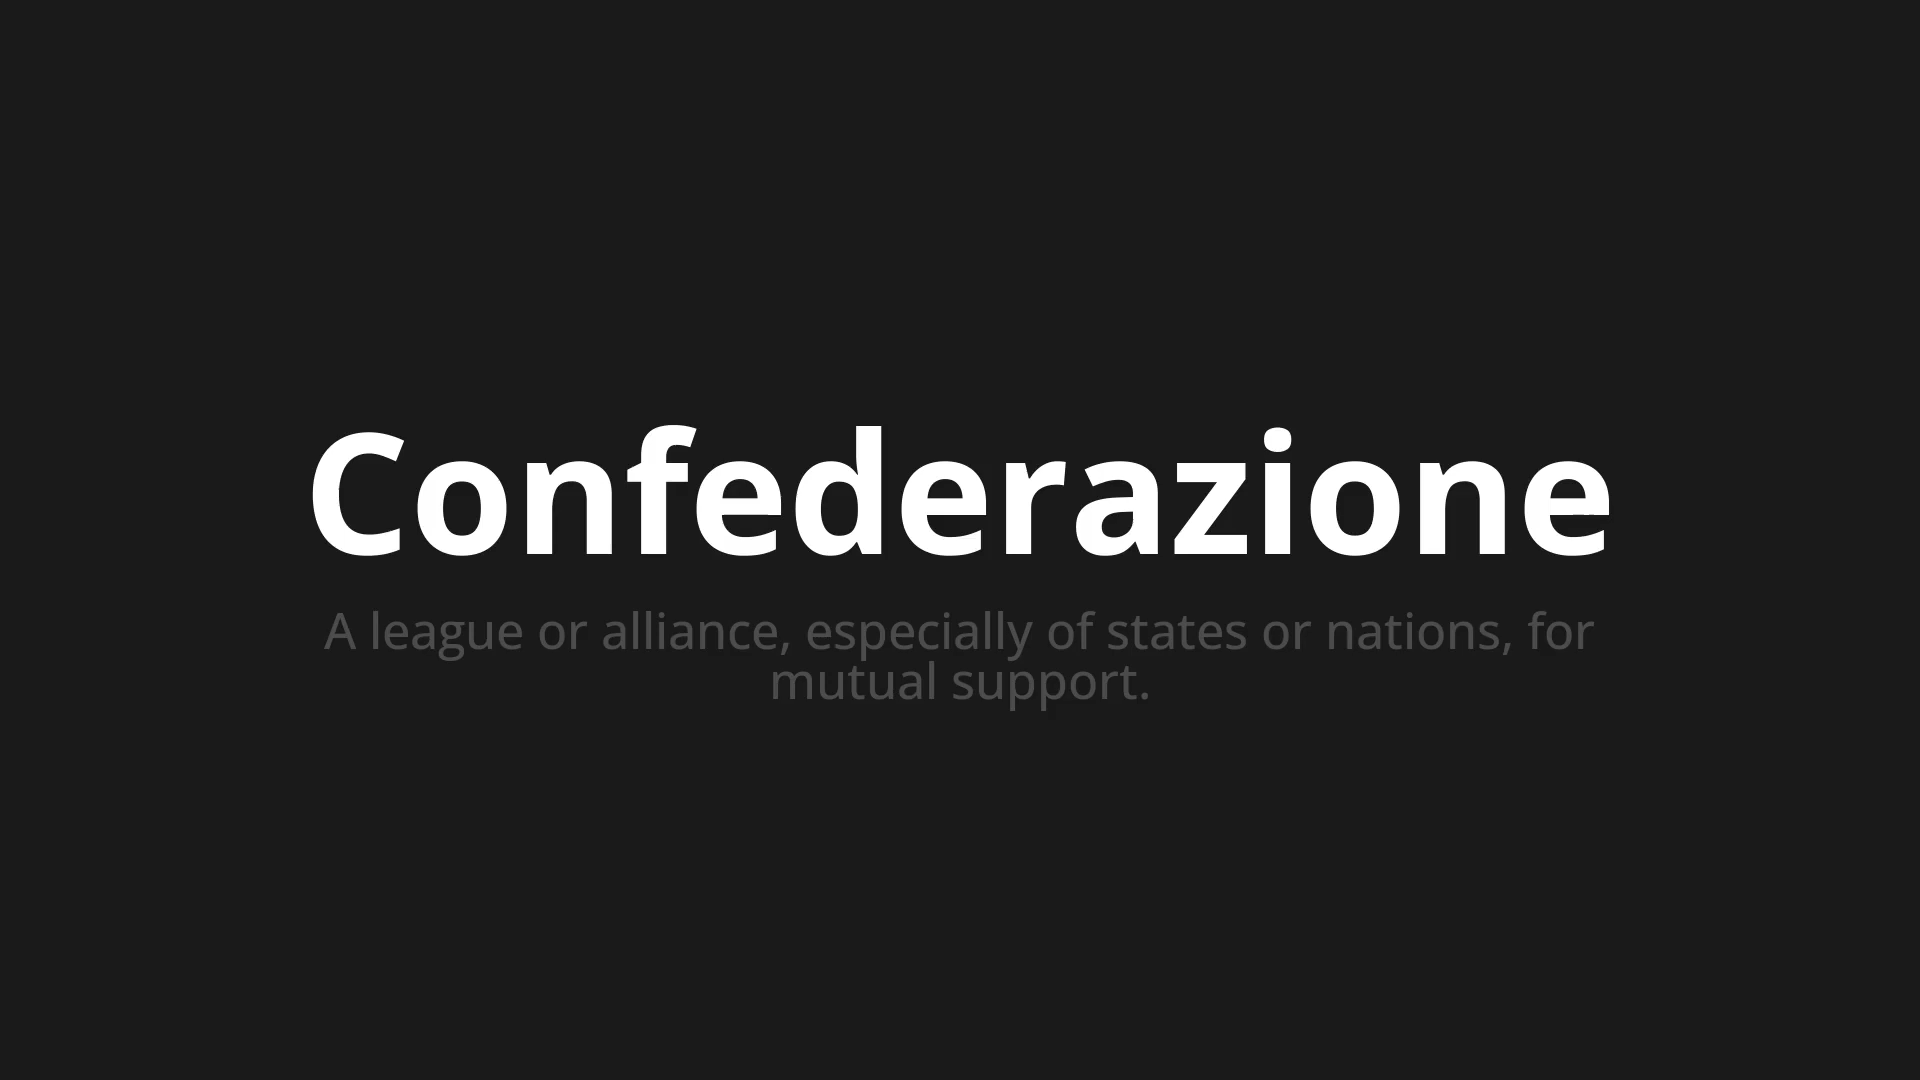 Confederazione
A league or alliance, especially of states or nations, for
mutual support.